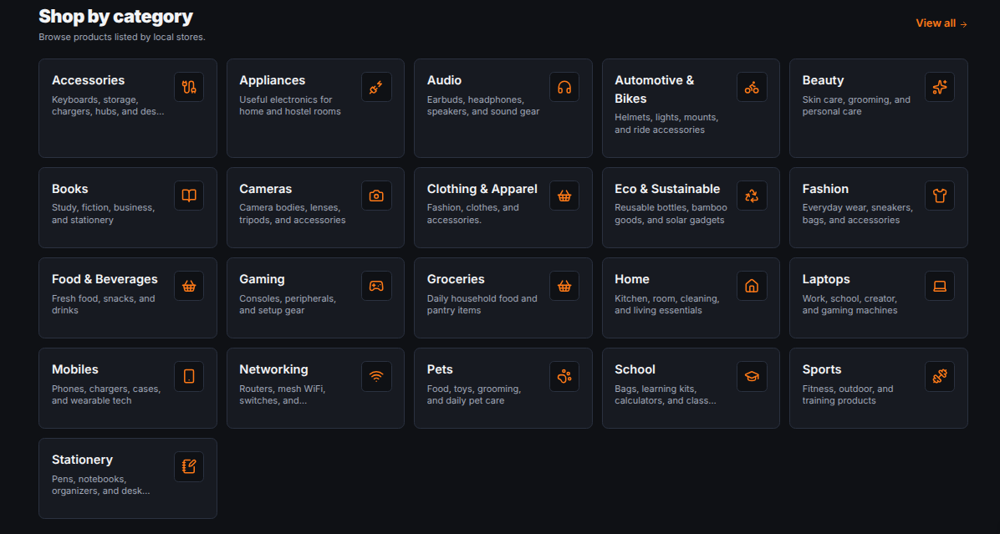 Shop by category
View all →
Browse products listed by local stores.
Accessories
Keyboards, storage,
chargers, hubs, and des...
Appliances
Useful electronics for
home and hostel rooms
Audio
Earbuds, headphones,
speakers, and sound gear
Automotive &
Bikes
Helmets, lights, mounts,
and ride accessories
Beauty
Skin care, grooming, and
personal care
Books
Study, fiction, business,
and stationery
Cameras
Camera bodies, lenses,
tripods, and accessories
Clothing & Apparel
Fashion, clothes, and
accessories.
Eco & Sustainable
Reusable bottles, bamboo
goods, and solar gadgets
Fashion
Everyday wear, sneakers,
bags, and accessories
Food & Beverages
Fresh food, snacks, and
drinks
Gaming
Consoles, peripherals,
and setup gear
Groceries
Daily household food and
pantry items
Home
Kitchen, room, cleaning,
and living essentials
Laptops
Work, school, creator,
and gaming machines
Mobiles
Phones, chargers, cases,
and wearable tech
Networking
Routers, mesh WiFi,
switches, and...
Pets
Food, toys, grooming,
and daily pet care
School
Bags, learning kits,
calculators, and class...
Sports
Fitness, outdoor, and
training products
Stationery
Pens, notebooks,
organizers, and desk...